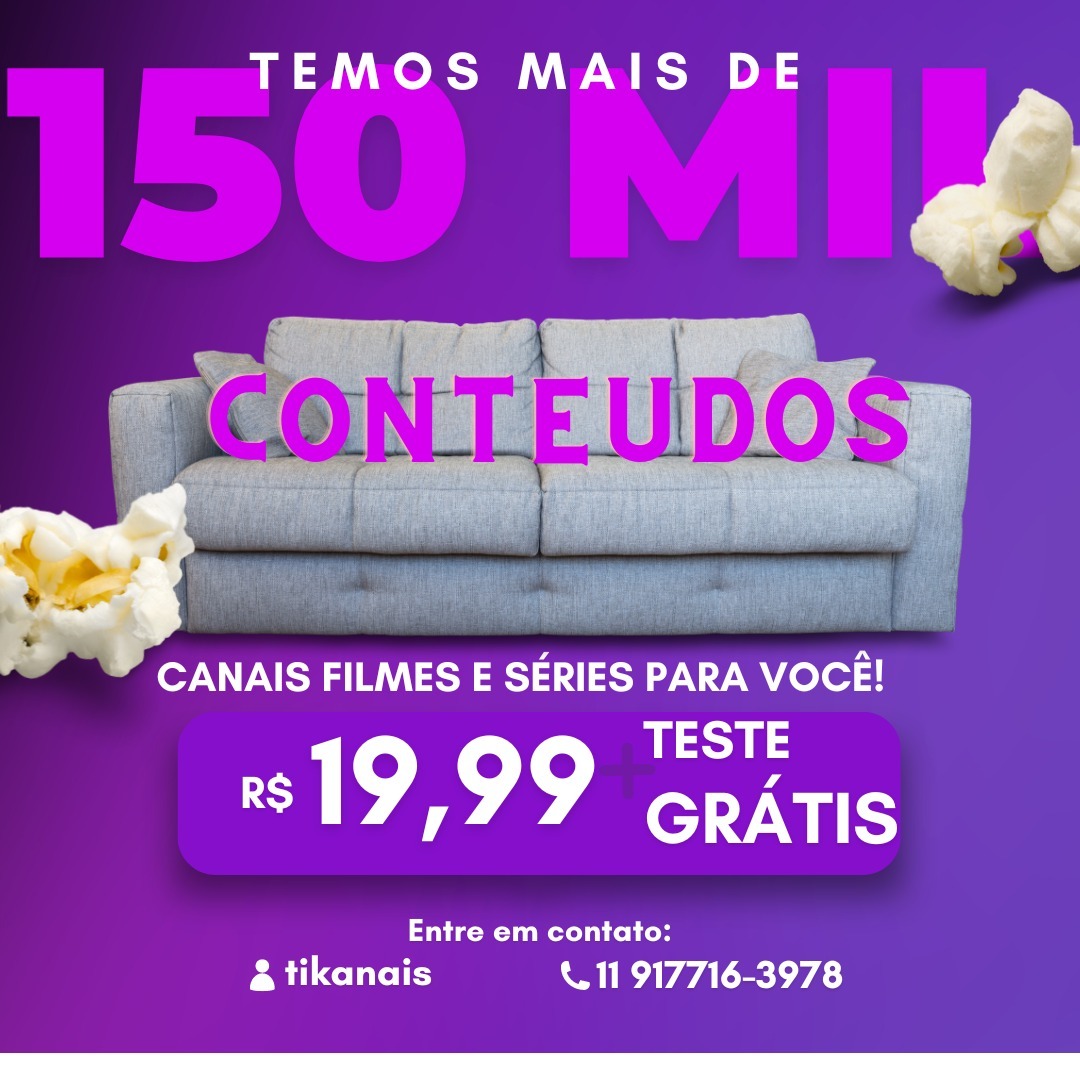 TEMOS MAIS DE
150 MIL
CONTEUDOS
CANAIS FILMES E SÉRIES PARA VOCÊ!
R$ 19,99 + TESTE
GRÁTIS
Entre em contato:
tikanais
11 917716-3978